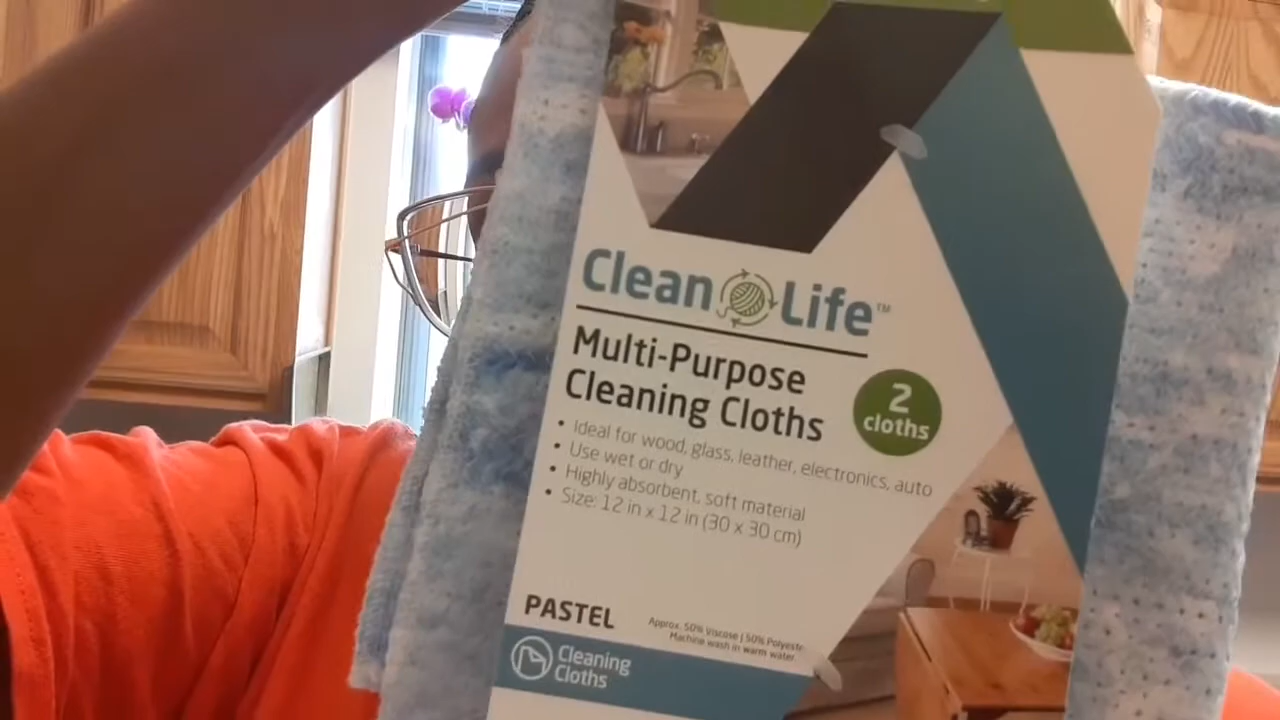 Clean Life™
Multi-Purpose
Cleaning Cloths
2
cloths
• Ideal for wood, glass, leather, electronics, auto
• Use wet or dry
• Highly absorbent, soft material
• Size: 12 in x 12 in (30 x 30 cm)
PASTEL
Approx. 50% Viscose | 50% Polyeste
Machine wash in warm water.
Cleaning
Cloths